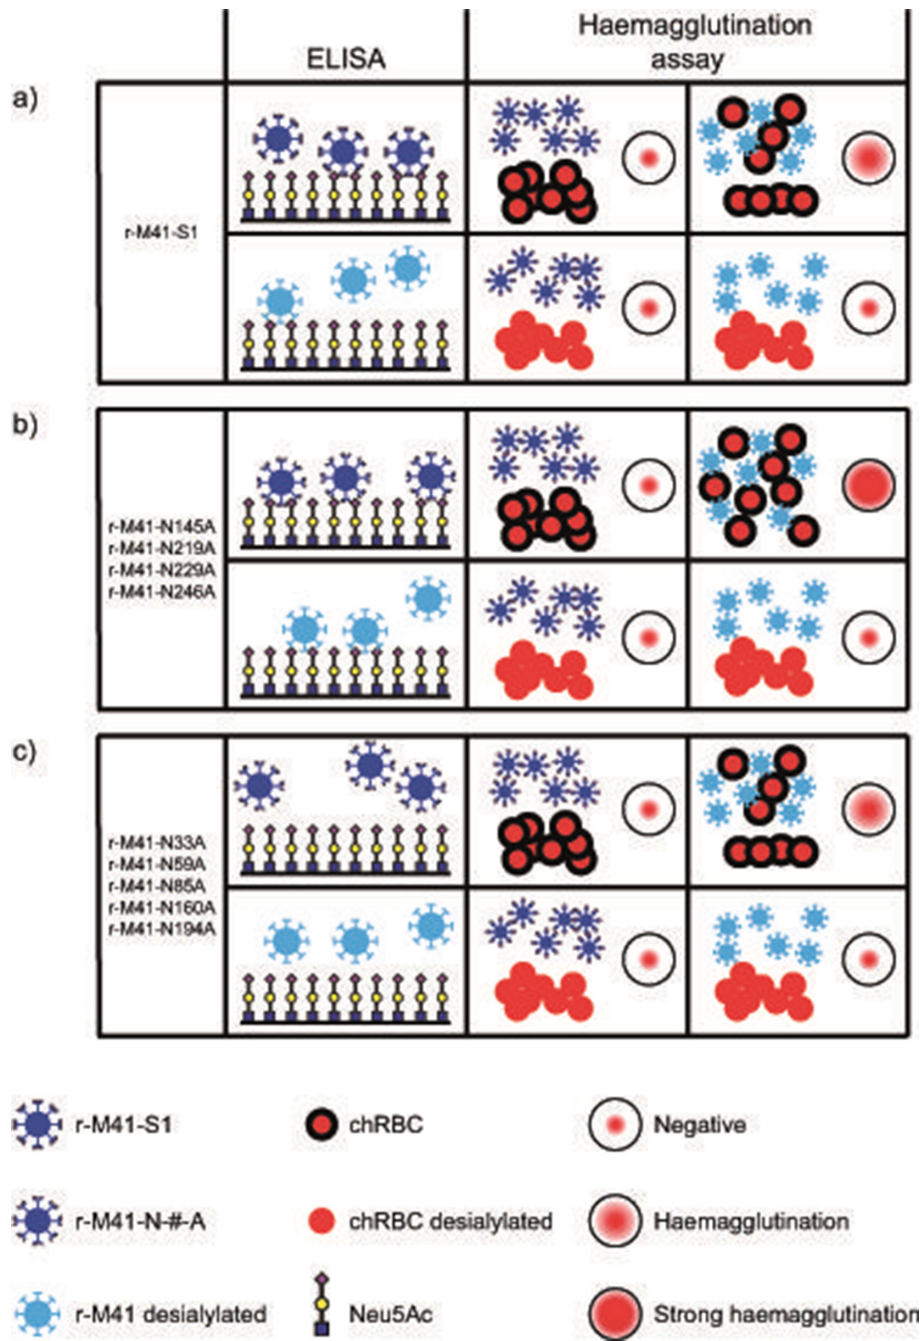 ELISA
Haemagglutination
assay
a)
r-M41-S1
b)
r-M41-N145A
r-M41-N219A
r-M41-N229A
r-M41-N246A
c)
r-M41-N33A
r-M41-N59A
r-M41-N85A
r-M41-N160A
r-M41-N194A
r-M41-S1
chRBC
Negative
r-M41-N-#-A
chRBC desialylated
Haemagglutination
r-M41 desialylated
Neu5Ac
Strong haemagglutination